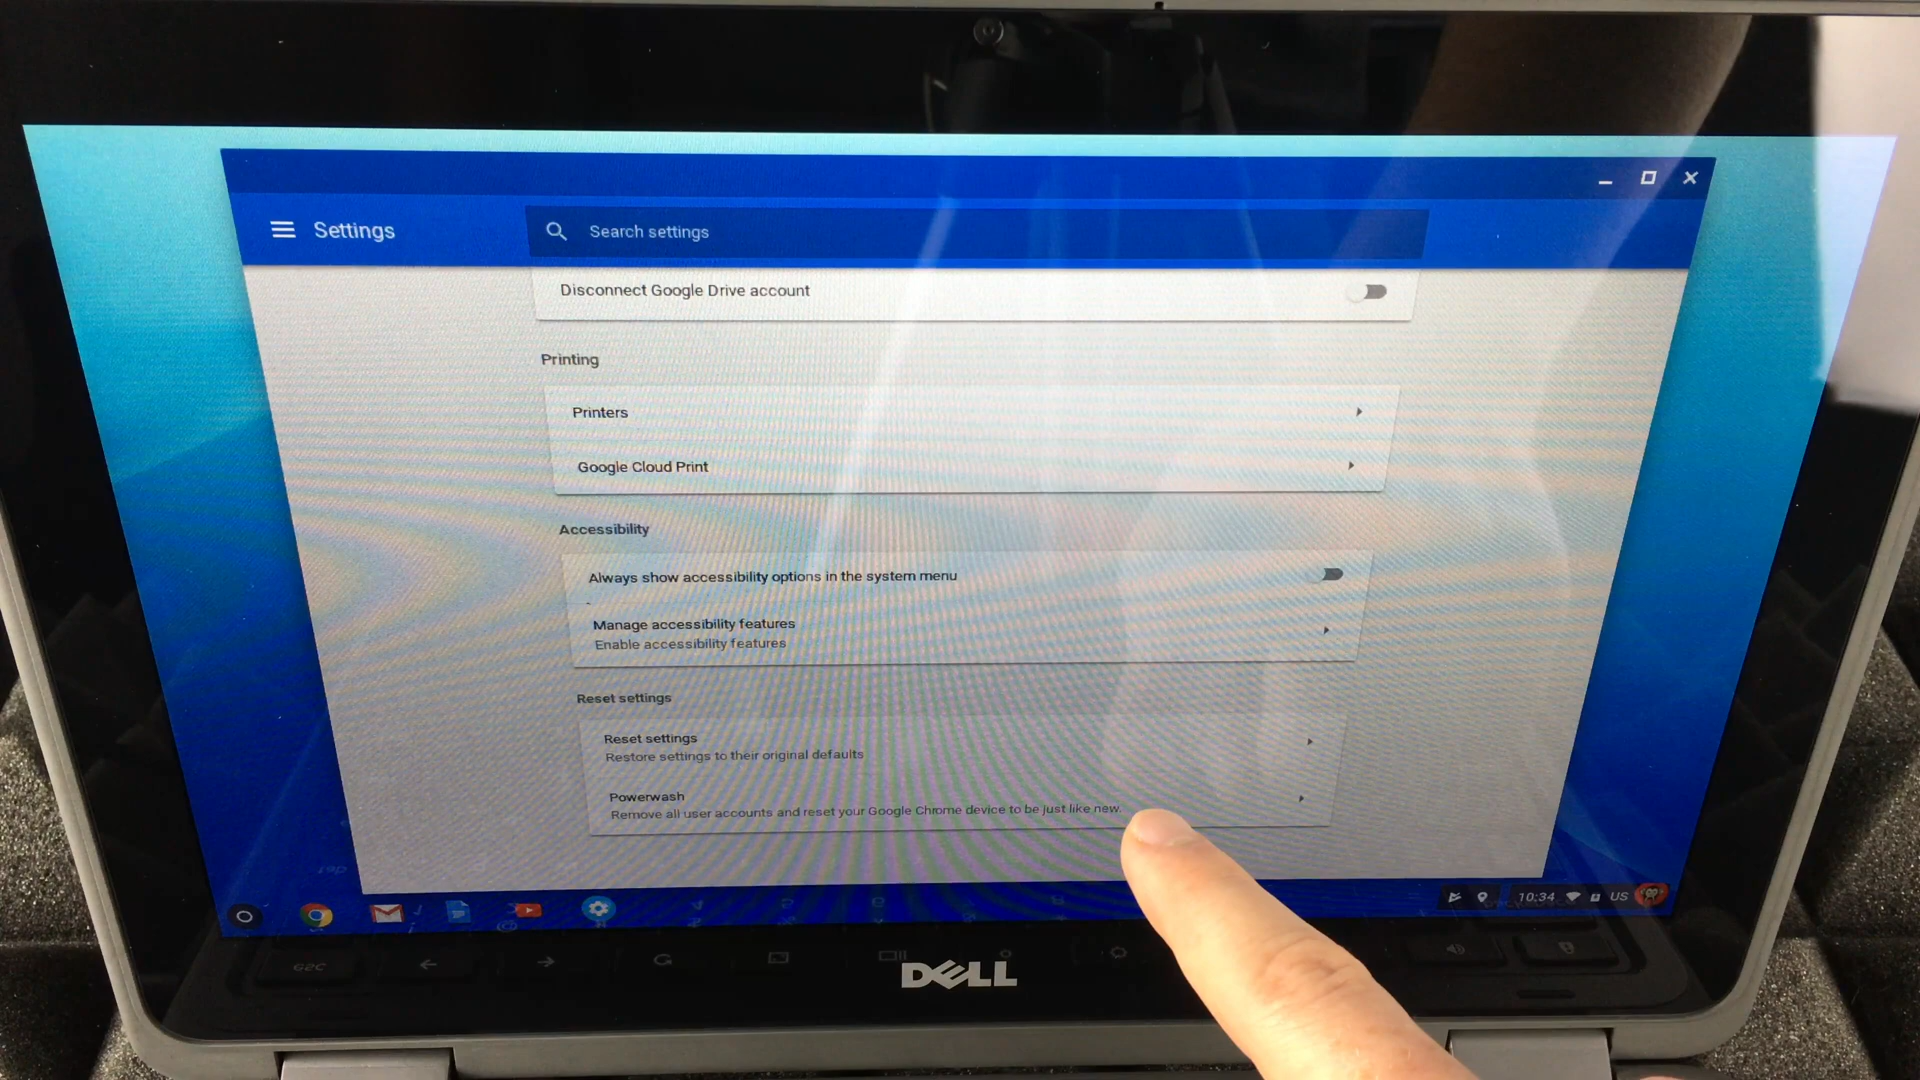 Settings
Search settings
Disconnect Google Drive account
Printing
Printers
Google Cloud Print
Accessibility
Always show accessibility options in the system menu
Manage accessibility features
Enable accessibility features
Reset settings
Reset settings
Restore settings to their original defaults
Powerwash
Remove all user accounts and reset your Google Chrome device to be just like new.
10:34
US
DELL